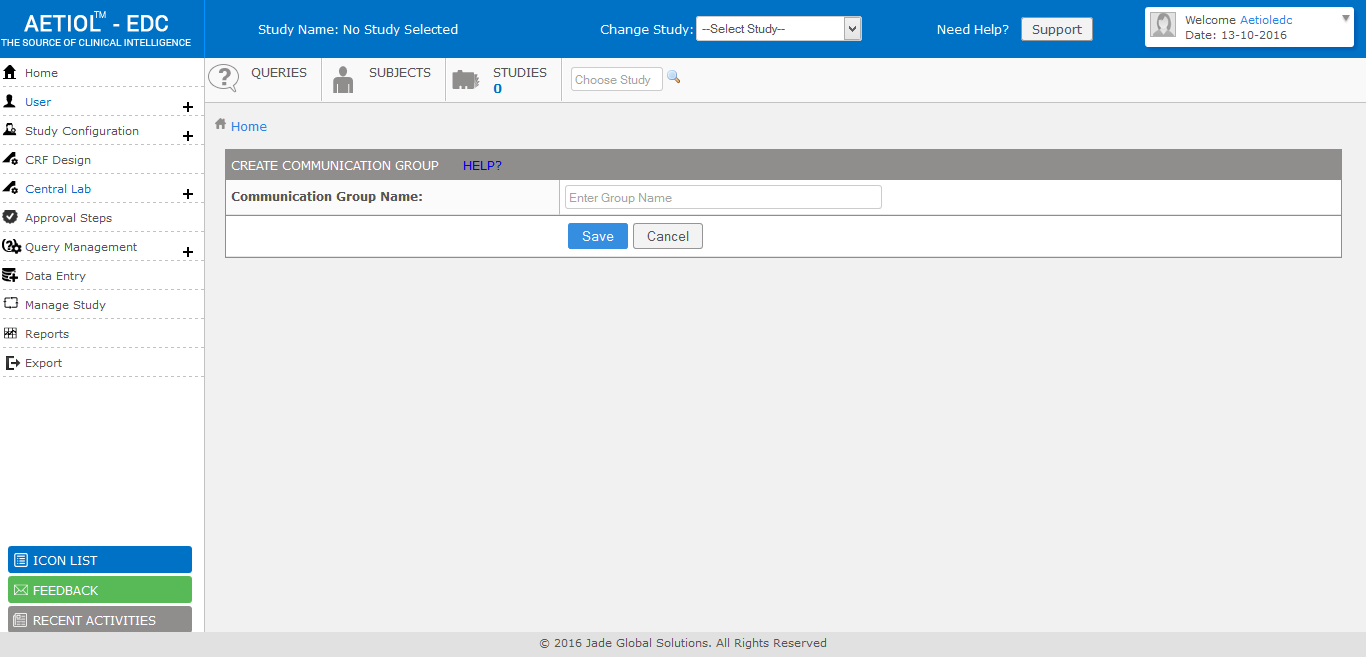 AETIOL™ - EDC
THE SOURCE OF CLINICAL INTELLIGENCE
Study Name: No Study Selected
Change Study: --Select Study--
Need Help? Support
Welcome Aetioledc
Date: 13-10-2016
Home
User
Study Configuration
CRF Design
Central Lab
Approval Steps
Query Management
Data Entry
Manage Study
Reports
Export
QUERIES
SUBJECTS
STUDIES
0
Choose Study
Home
CREATE COMMUNICATION GROUP HELP?
Communication Group Name: Enter Group Name
Save Cancel
ICON LIST
FEEDBACK
RECENT ACTIVITIES
© 2016 Jade Global Solutions. All Rights Reserved